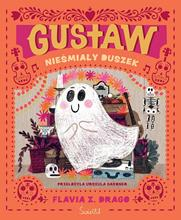 GUSTAW
NIEŚMIAŁY DUSZEK
PRZEŁOŻYŁA URSZULA GARDNER
FLAVIA Z. DRAGO